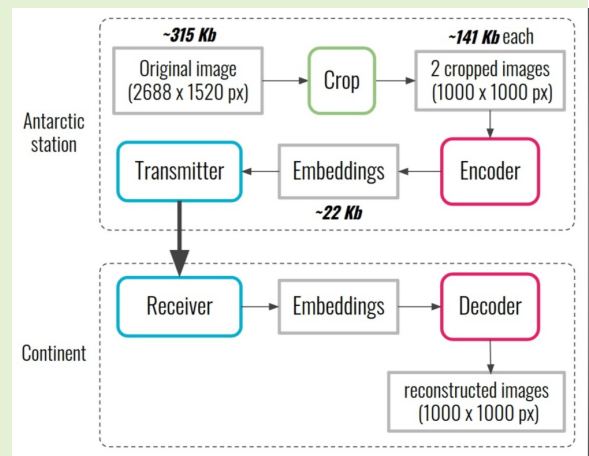 ~315 Kb
~141 Kb each
Original image
(2688 x 1520 px)
Crop
2 cropped images
(1000 x 1000 px)
Antarctic
station
Transmitter
Embeddings
Encoder
~22 Kb
Receiver
Embeddings
Decoder
Continent
reconstructed images
(1000 x 1000 px)